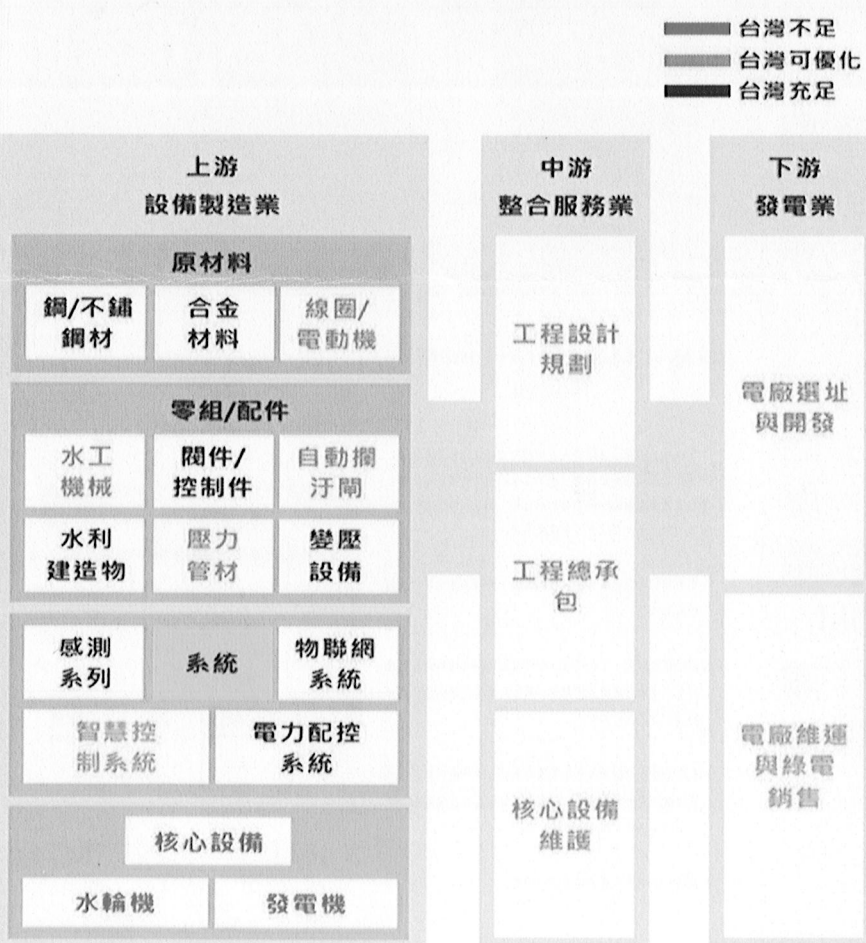 台灣不足
台灣可優化
台灣充足
上游
設備製造業
原材料
鋼/不鏽
鋼材
合金
材料
線圈/
電動機
零組/配件
水工
機械
閥件/
控制件
自動攔
汙閘
水利
建造物
壓力
管材
變壓
設備
感測
系列
系統
物聯網
系統
智慧控
制系統
電力配控
系統
核心設備
水輪機
發電機
中游
整合服務業
工程設計
規劃
工程總承
包
核心設備
維護
下游
發電業
電廠選址
與開發
電廠維運
與綠電
銷售